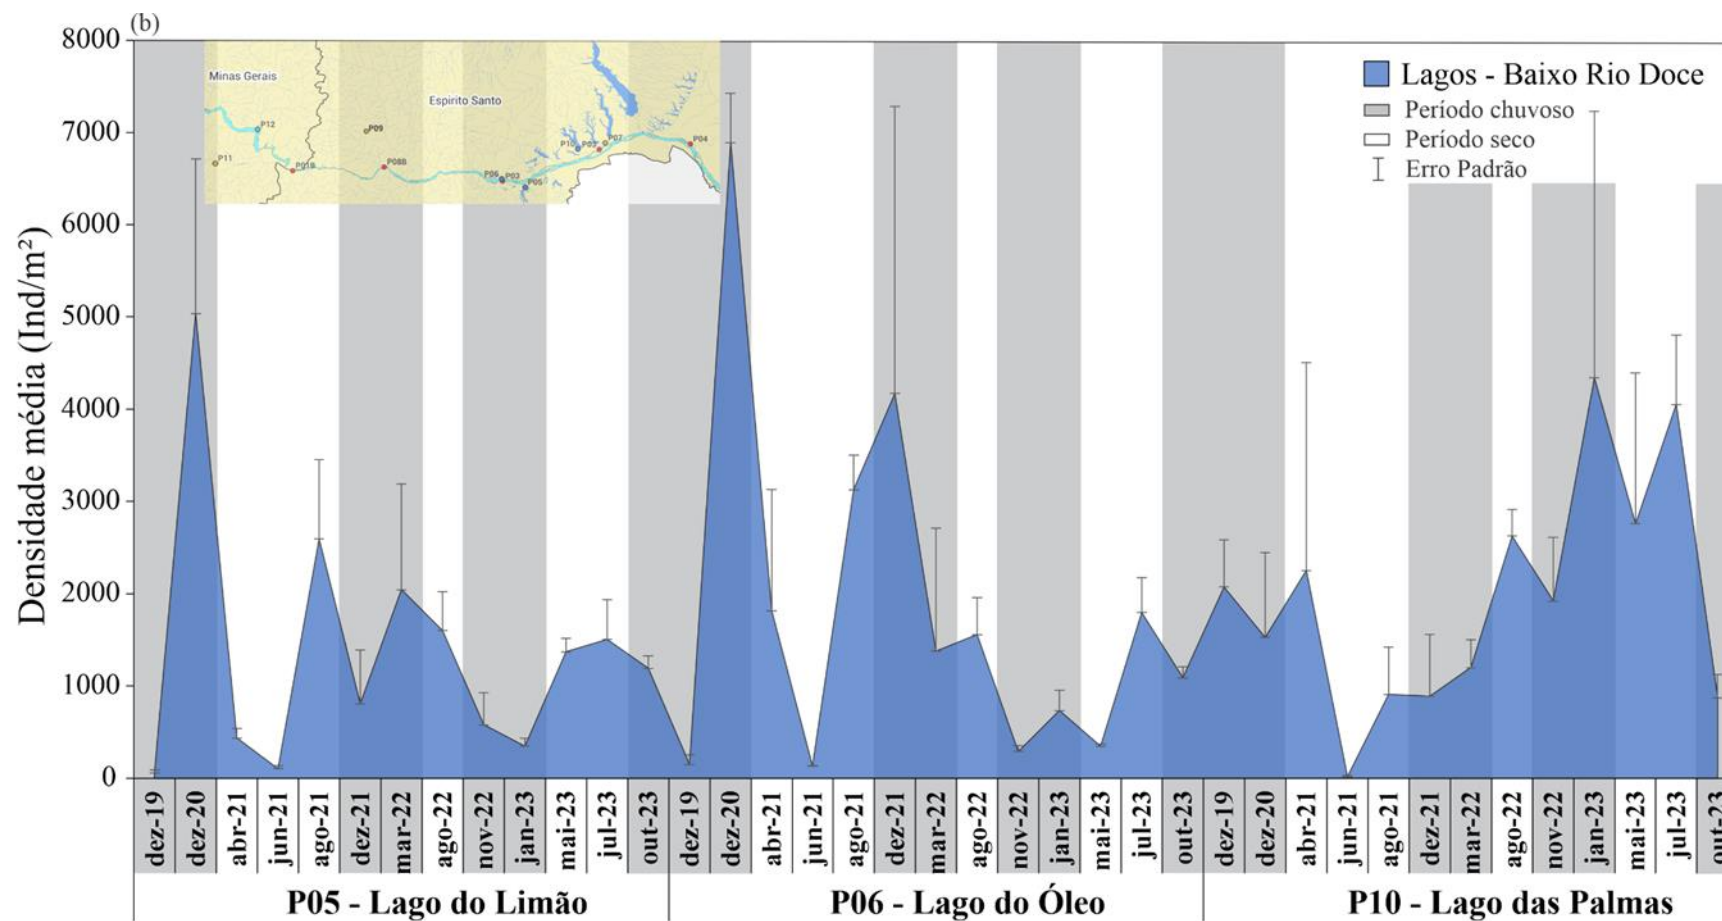 (b)
8000
7000
6000
5000
4000
3000
2000
1000
0
Densidade média (Ind/m²)
Minas Gerais
Espirito Santo
P12
P11
P01B
P09
P08B
P06
P03
P05
P10
P07
P04
Lagos - Baixo Rio Doce
Período chuvoso
Período seco
Erro Padrão
dez-19
dez-20
abr-21
jun-21
ago-21
dez-21
mar-22
ago-22
nov-22
jan-23
mai-23
jul-23
out-23
dez-19
dez-20
abr-21
jun-21
ago-21
dez-21
mar-22
ago-22
nov-22
jan-23
mai-23
jul-23
out-23
dez-19
dez-20
abr-21
jun-21
ago-21
dez-21
mar-22
ago-22
nov-22
jan-23
mai-23
jul-23
out-23
P05 - Lago do Limão
P06 - Lago do Óleo
P10 - Lago das Palmas